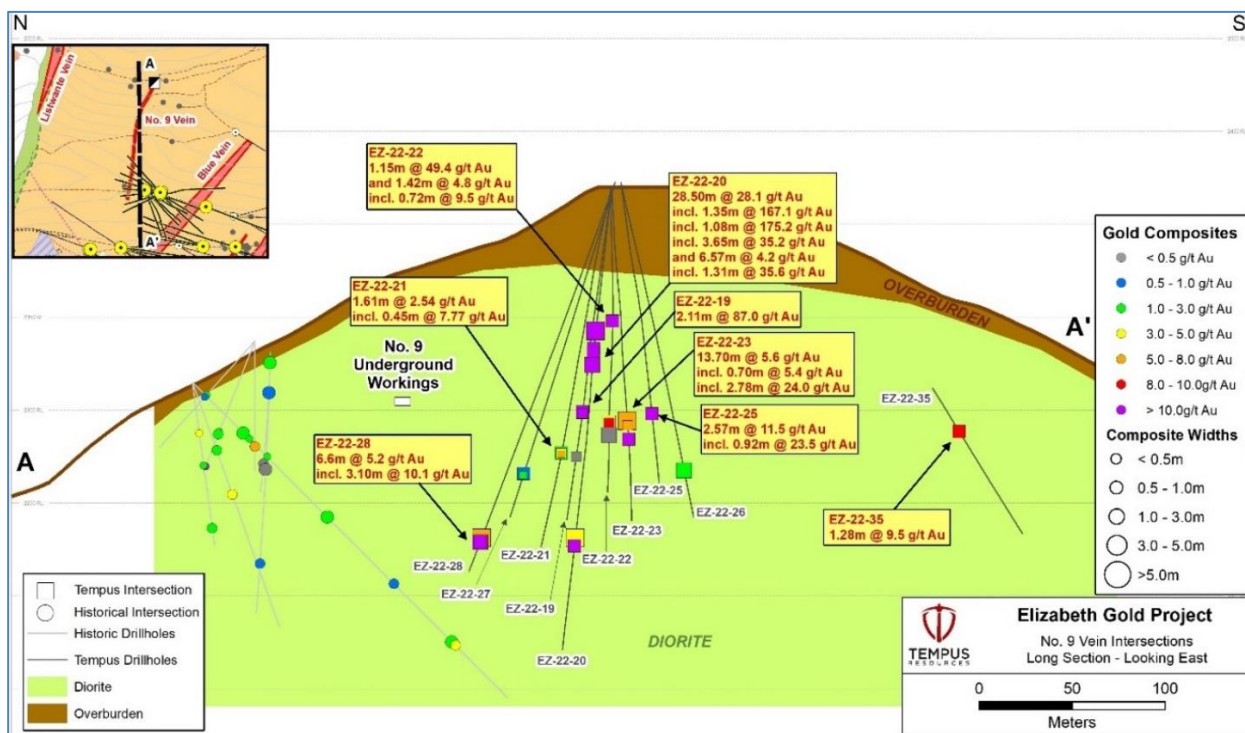 N
S
A
Listwante Vein
No. 9 Vein
Blue Vein
A'
EZ-22-22
1.15m @ 49.4 g/t Au
and 1.42m @ 4.8 g/t Au
incl. 0.72m @ 9.5 g/t Au
EZ-22-20
28.50m @ 28.1 g/t Au
incl. 1.35m @ 167.1 g/t Au
incl. 1.08m @ 175.2 g/t Au
incl. 3.65m @ 35.2 g/t Au
and 6.57m @ 4.2 g/t Au
incl. 1.31m @ 35.6 g/t Au
EZ-22-21
1.61m @ 2.54 g/t Au
incl. 0.45m @ 7.77 g/t Au
EZ-22-19
2.11m @ 87.0 g/t Au
EZ-22-23
13.70m @ 5.6 g/t Au
incl. 0.70m @ 5.4 g/t Au
incl. 2.78m @ 24.0 g/t Au
EZ-22-25
2.57m @ 11.5 g/t Au
incl. 0.92m @ 23.5 g/t Au
EZ-22-28
6.6m @ 5.2 g/t Au
incl. 3.10m @ 10.1 g/t Au
EZ-22-35
1.28m @ 9.5 g/t Au
No. 9
Underground
Workings
OVERBURDEN
A
A'
EZ-22-35
EZ-22-25
EZ-22-26
EZ-22-23
EZ-22-22
EZ-22-21
EZ-22-28
EZ-22-27
EZ-22-19
EZ-22-20
DIORITE
Gold Composites
< 0.5 g/t Au
0.5 - 1.0 g/t Au
1.0 - 3.0 g/t Au
3.0 - 5.0 g/t Au
5.0 - 8.0 g/t Au
8.0 - 10.0g/t Au
> 10.0g/t Au
Composite Widths
< 0.5m
0.5 - 1.0m
1.0 - 3.0m
3.0 - 5.0m
>5.0m
Tempus Intersection
Historical Intersection
Historic Drillholes
Tempus Drillholes
Diorite
Overburden
TEMPUS
RESOURCES
Elizabeth Gold Project
No. 9 Vein Intersections
Long Section - Looking East
0 50 100
Meters